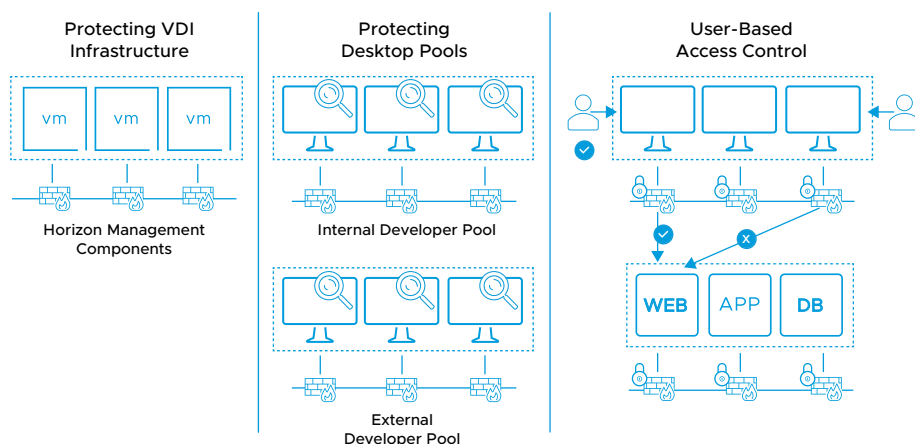 Protecting VDI
Infrastructure
vm vm vm
Horizon Management
Components
Protecting
Desktop Pools
Internal Developer Pool
External
Developer Pool
User-Based
Access Control
X
WEB APP DB